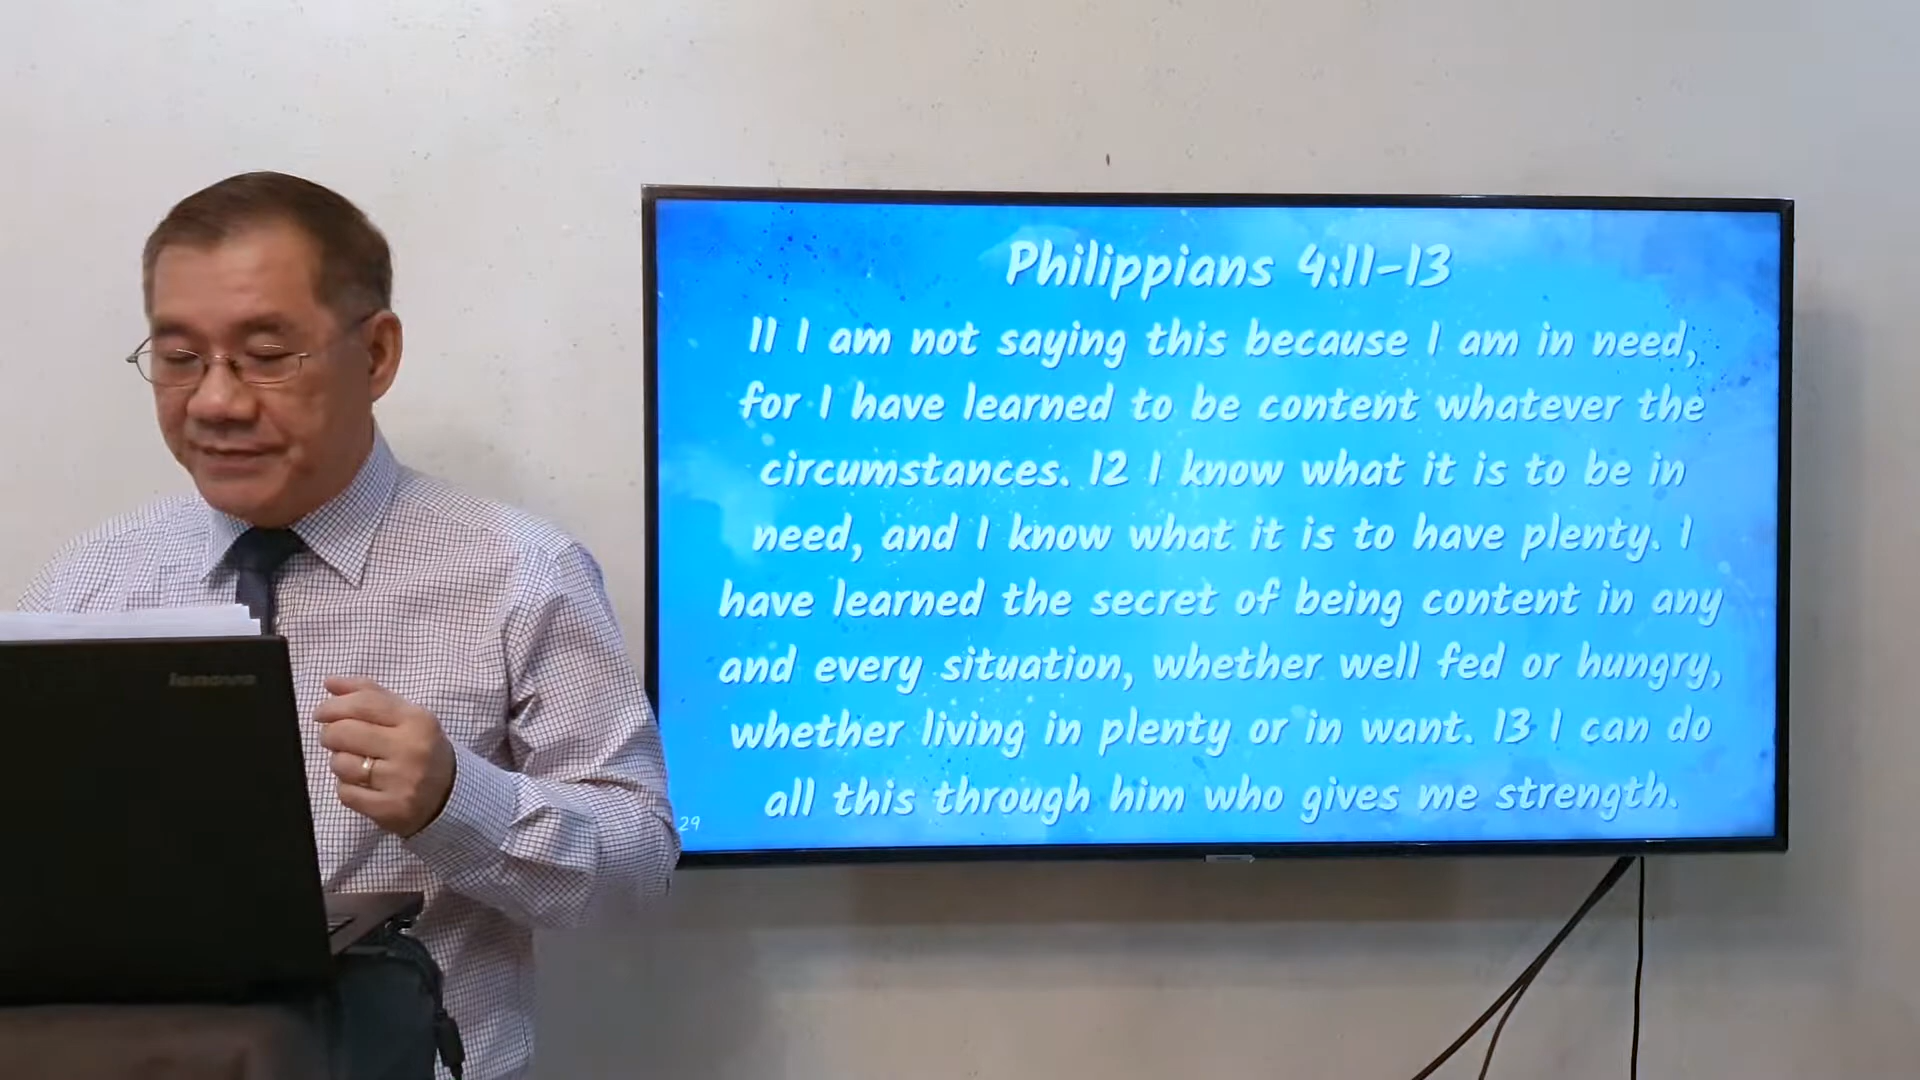 Philippians 4:11-13
11 I am not saying this because I am in need,
for I have learned to be content whatever the
circumstances. 12 I know what it is to be in
need, and I know what it is to have plenty. I
have learned the secret of being content in any
and every situation, whether well fed or hungry,
whether living in plenty or in want. 13 I can do
all this through him who gives me strength.
29
lenovo